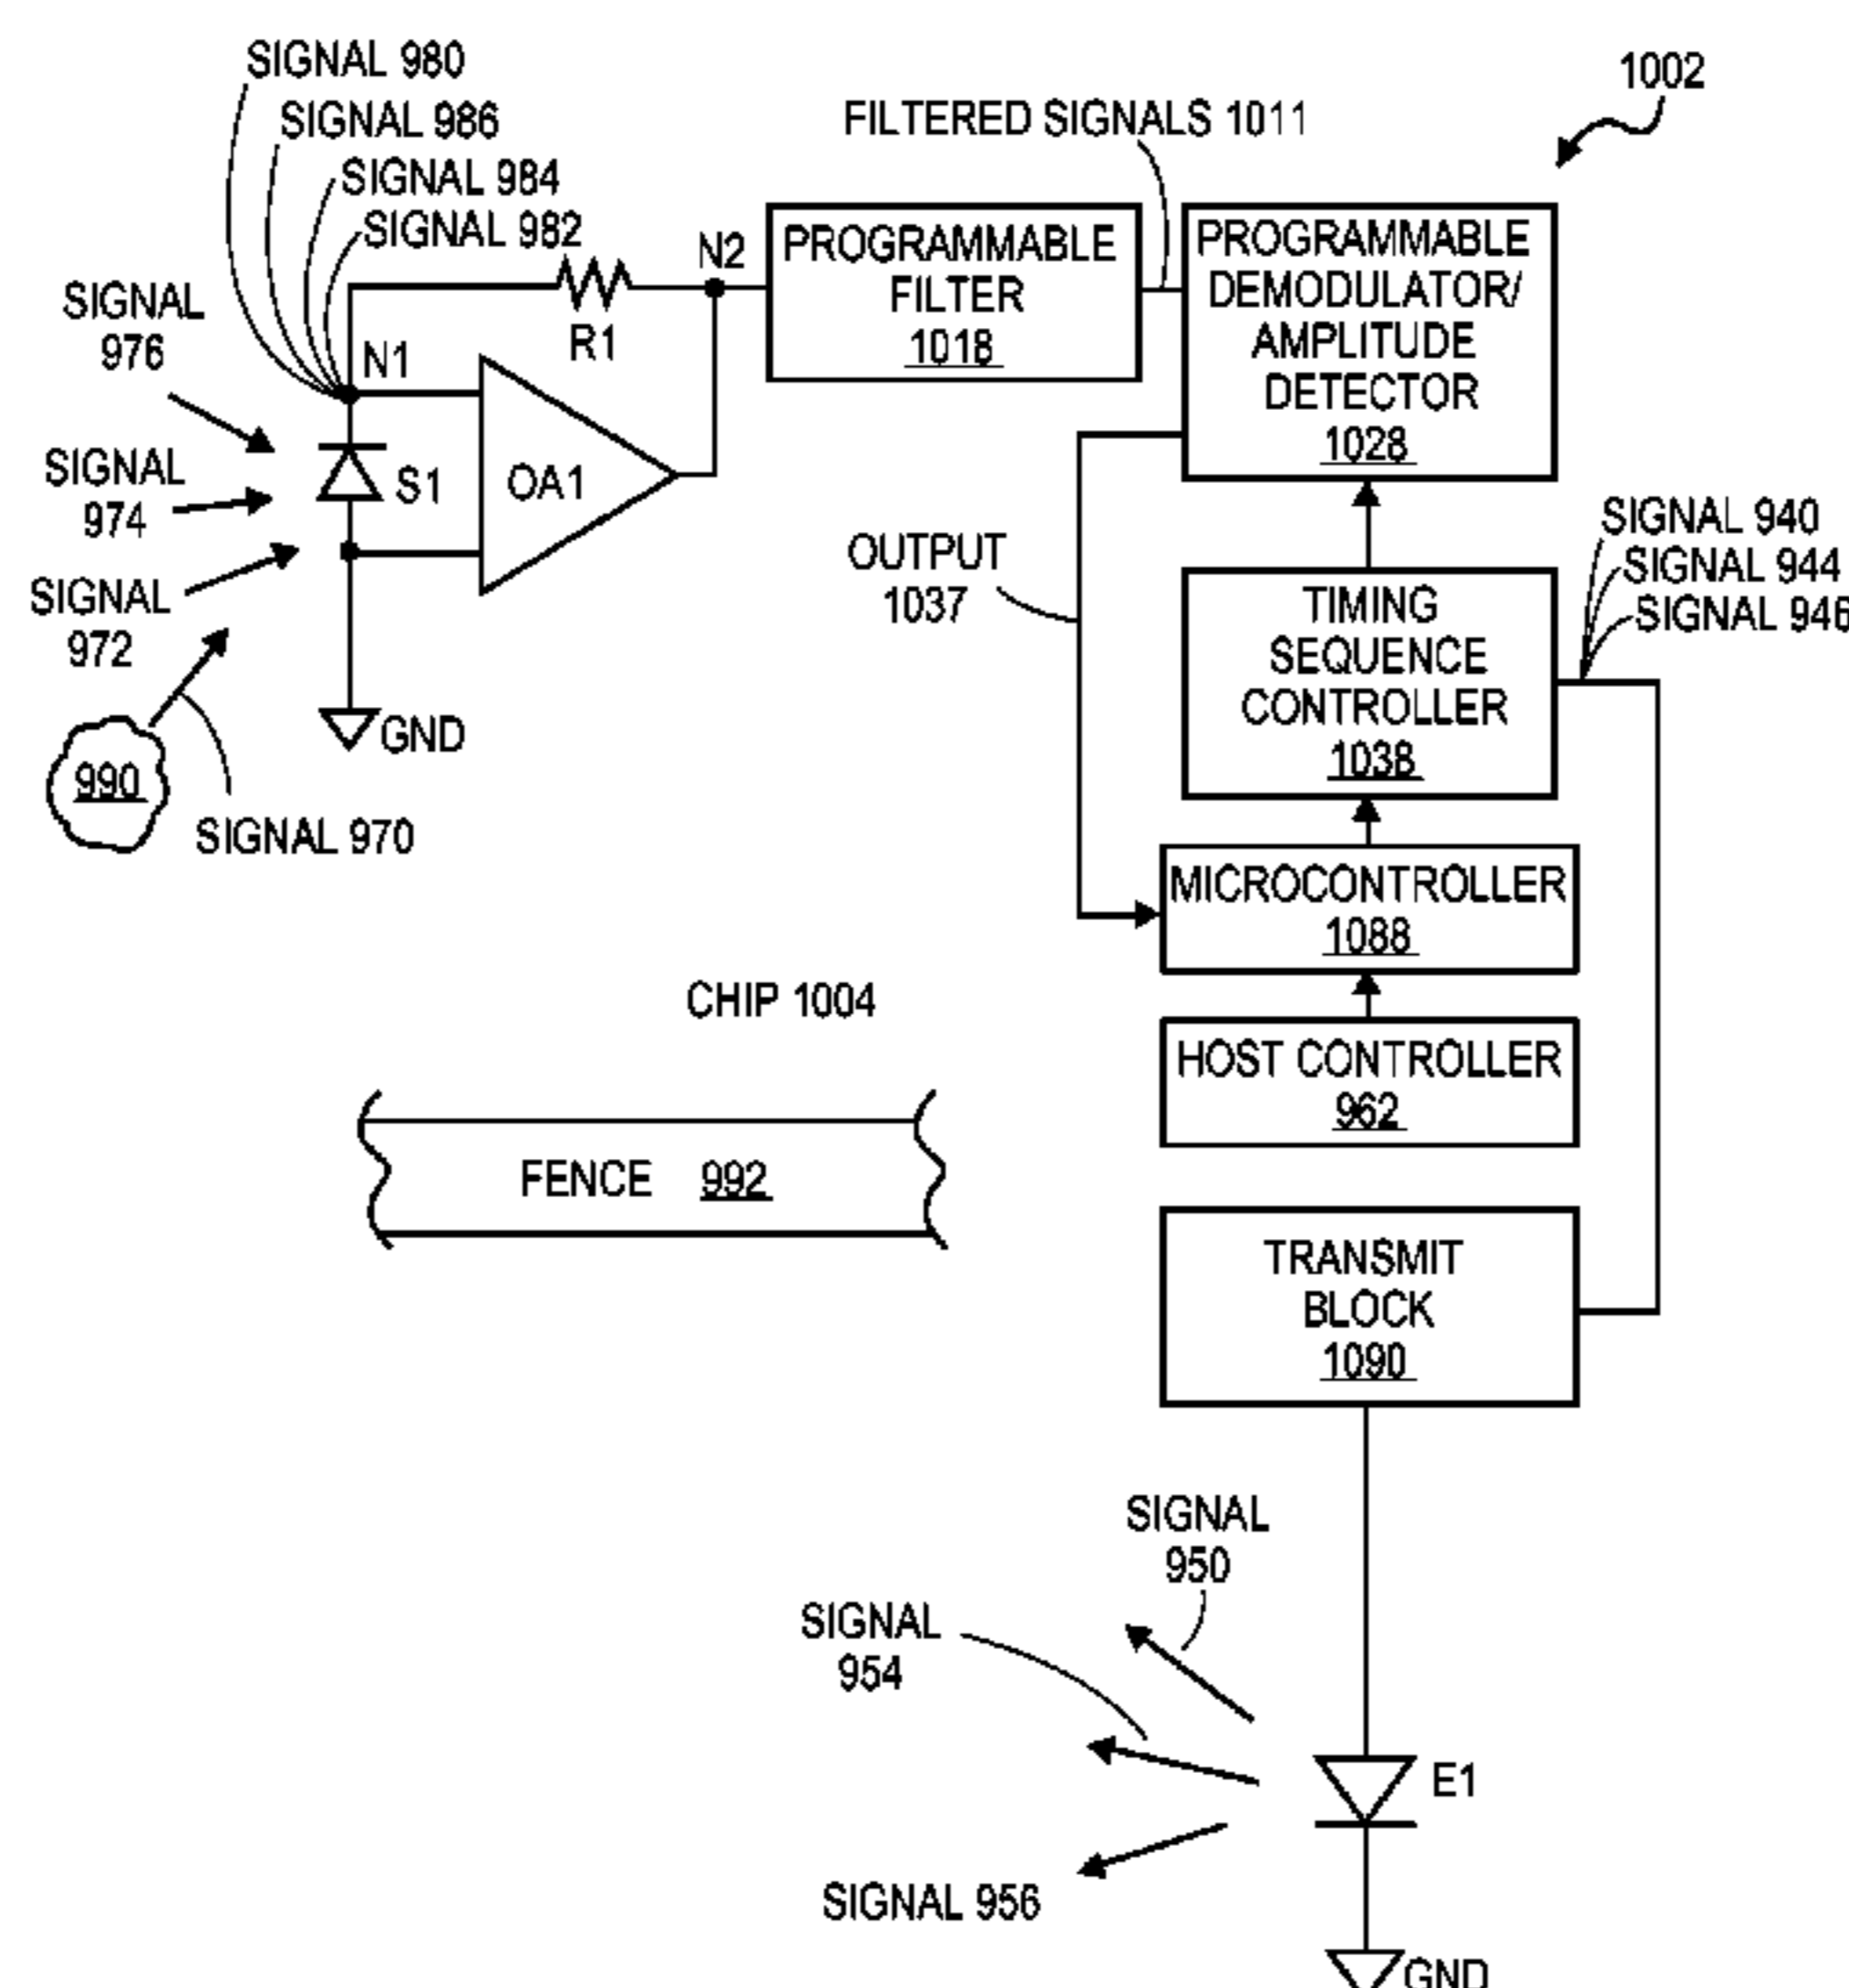 SIGNAL 980
SIGNAL 986
SIGNAL 984
SIGNAL 982
FILTERED SIGNALS 1011
1002
N2
PROGRAMMABLE
FILTER
1018
PROGRAMMABLE
DEMODULATOR/
AMPLITUDE
DETECTOR
1028
R1
SIGNAL
976
N1
SIGNAL
974
S1
OA1
SIGNAL
972
GND
990
SIGNAL 970
OUTPUT
1037
SIGNAL 940
SIGNAL 944
SIGNAL 946
TIMING
SEQUENCE
CONTROLLER
1038
MICROCONTROLLER
1088
CHIP 1004
HOST CONTROLLER
962
FENCE 992
TRANSMIT
BLOCK
1090
SIGNAL
950
SIGNAL
954
E1
SIGNAL 956
GND